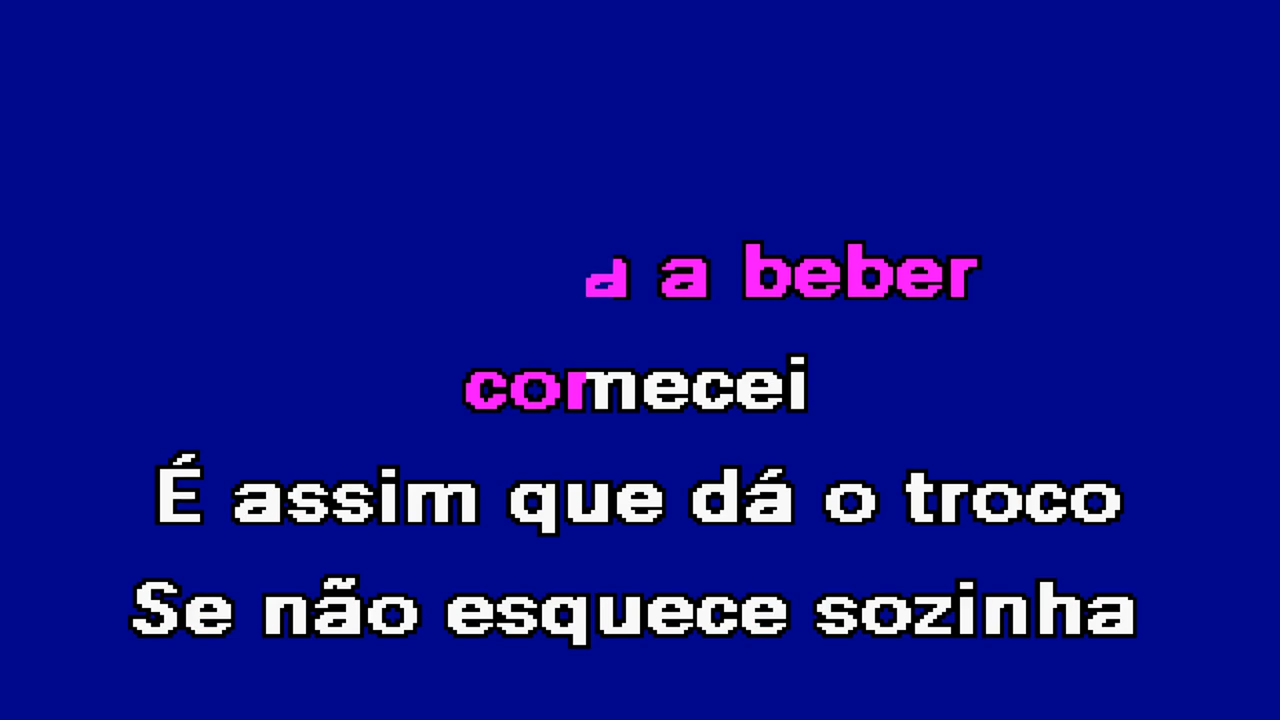 a beber
comecei
É assim que dá o troco
Se não esquece sozinha